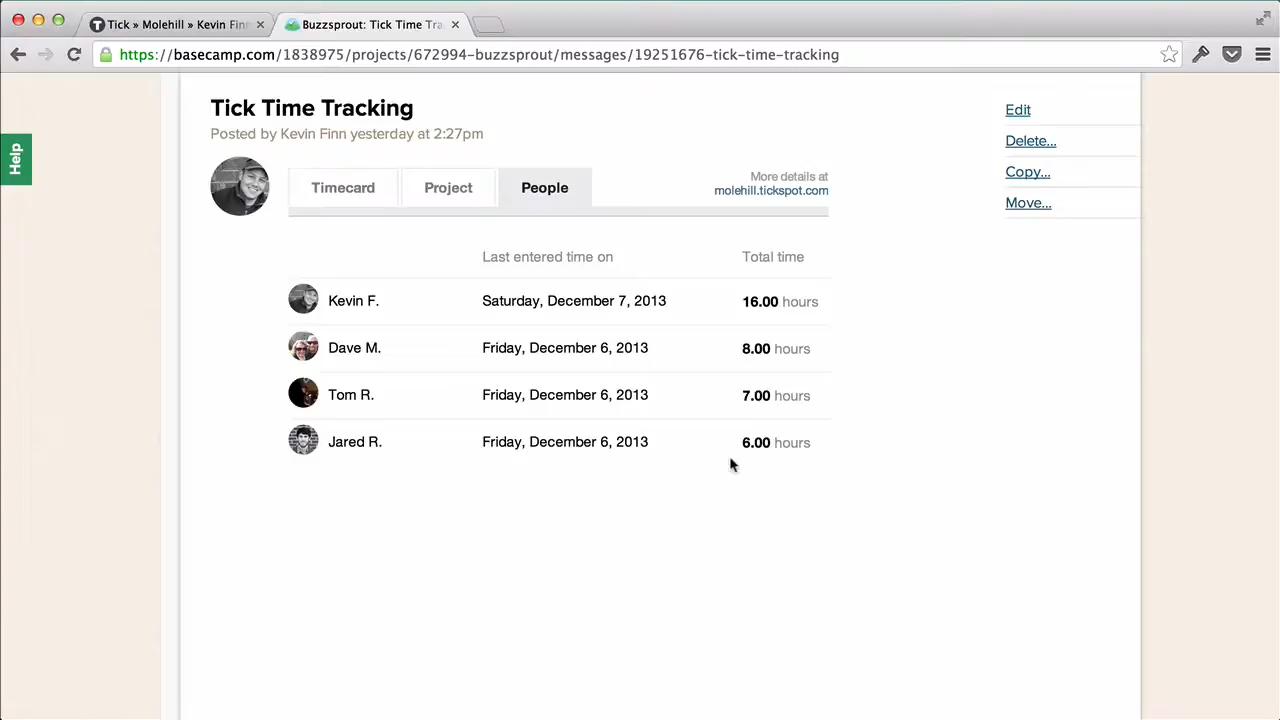 Tick » Molehill » Kevin Finn
Buzzsprout: Tick Time Tra
https://basecamp.com/1838975/projects/672994-buzzsprout/messages/19251676-tick-time-tracking
Help
Tick Time Tracking
Posted by Kevin Finn yesterday at 2:27pm
Edit
Delete...
Copy...
Move...
Timecard
Project
People
More details at
molehill.tickspot.com
Last entered time on Total time
Kevin F. Saturday, December 7, 2013 16.00 hours
Dave M. Friday, December 6, 2013 8.00 hours
Tom R. Friday, December 6, 2013 7.00 hours
Jared R. Friday, December 6, 2013 6.00 hours